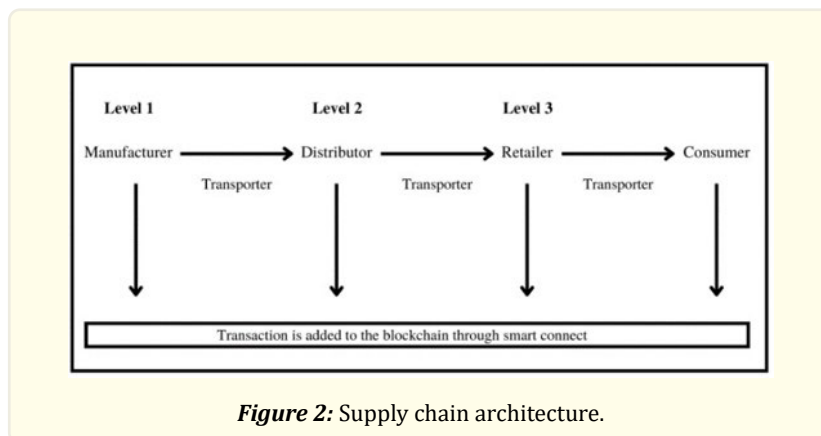 Level 1 Level 2 Level 3
Manufacturer Distributor Retailer Consumer
Transporter Transporter Transporter
Transaction is added to the blockchain through smart connect
Figure 2: Supply chain architecture.